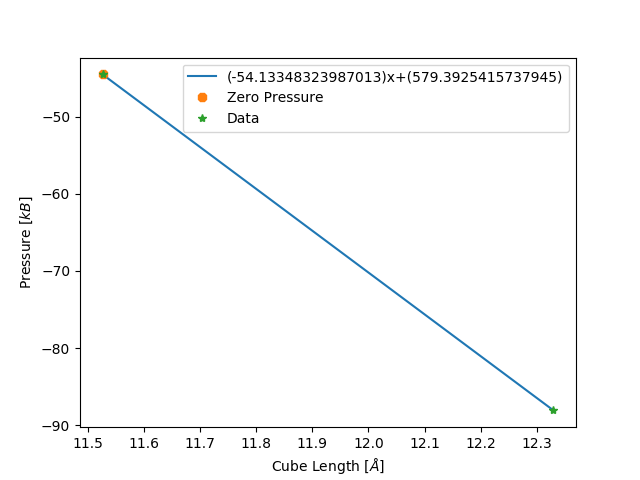 (-54.13348323987013)x+(579.3925415737945)
Zero Pressure
Data
−50
−60
−70
−80
−90
Pressure [kB]
11.5 11.6 11.7 11.8 11.9 12.0 12.1 12.2 12.3
Cube Length [Å]